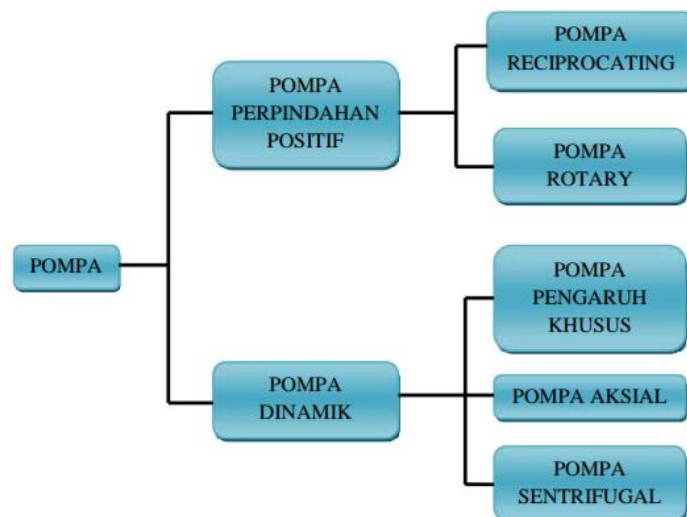 POMPA
POMPA
PERPINDAHAN
POSITIF
POMPA
RECIPROCATING
POMPA
ROTARY
POMPA
DINAMIK
POMPA
PENGARUH
KHUSUS
POMPA AKSIAL
POMPA
SENTRIFUGAL